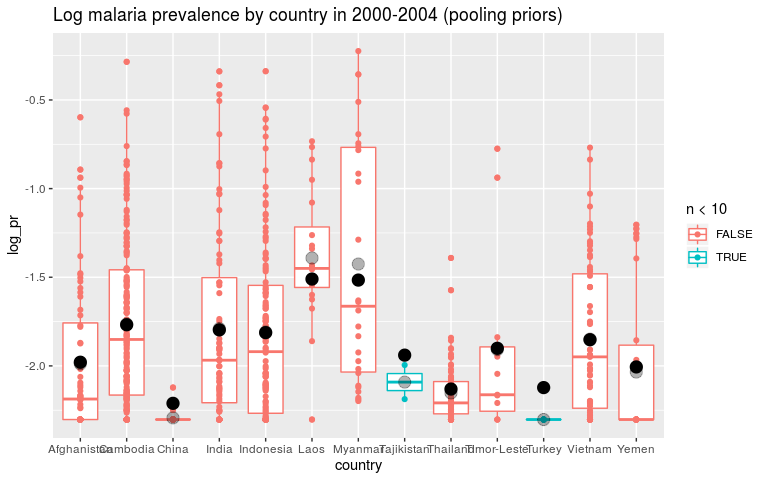 Log malaria prevalence by country in 2000-2004 (pooling priors)
log_pr
-0.5
-1.0
-1.5
-2.0
n < 10
FALSE
TRUE
Afghanistan Cambodia China India Indonesia Laos Myanmar Tajikistan Thailand Timor-Leste Turkey Vietnam Yemen
country